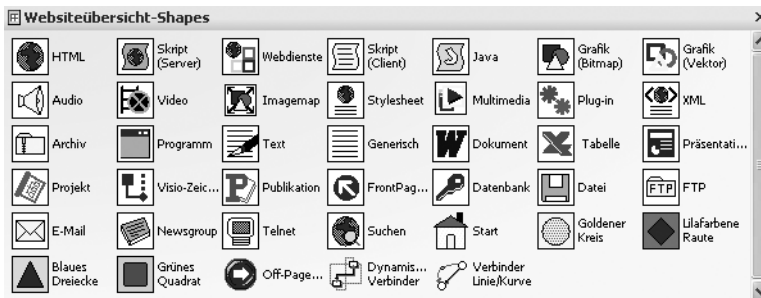 Websiteübersicht-Shapes
HTML
Skript
(Server)
Webdienste
Skript
(Client)
Java
Grafik
(Bitmap)
Grafik
(Vektor)
Audio
Video
Imagemap
Stylesheet
Multimedia
Plug-in
XML
Archiv
Programm
Text
Generisch
Dokument
Tabelle
Präsentati...
Projekt
Visio-Zeic...
Publikation
FrontPag...
Datenbank
Datei
FTP
FTP
E-Mail
Newsgroup
Telnet
Suchen
Start
Goldener
Kreis
Lilafarbene
Raute
Blaues
Dreiecke
Grünes
Quadrat
Off-Page...
Dynamis...
Verbinder
Verbinder
Linie/Kurve